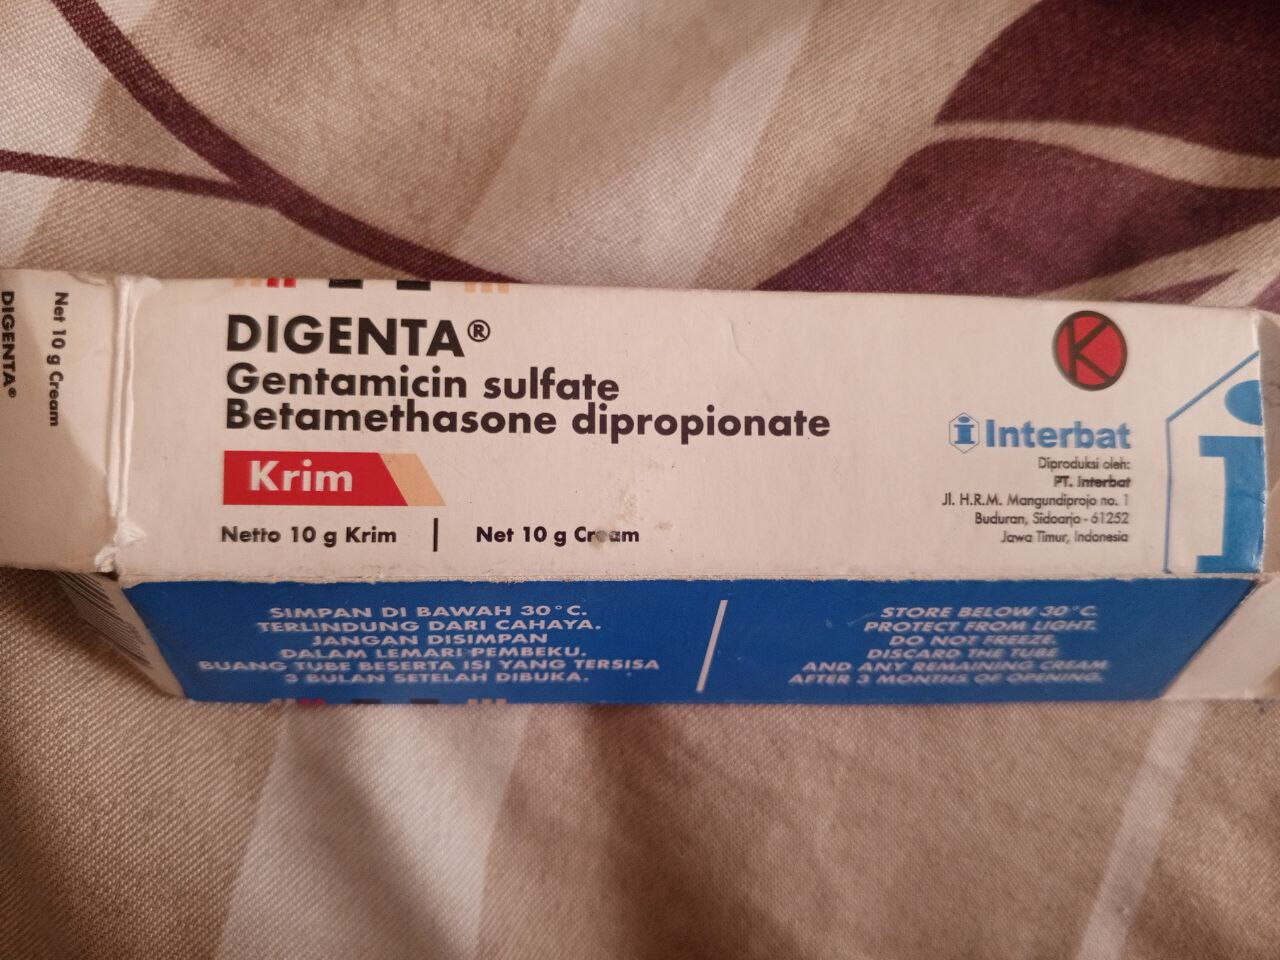 DIGENTA®
Net 10 g Cream
DIGENTA®
Gentamicin sulfate
Betamethasone dipropionate
Krim
Netto 10 g Krim | Net 10 g Cream
K
Interbat
Diproduksi oleh:
PT. Interbat
Jl. H.R.M. Mangundiprojo no. 1
Buduran, Sidoarjo - 61252
Jawa Timur, Indonesia
i
SIMPAN DI BAWAH 30°C.
TERLINDUNG DARI CAHAYA.
JANGAN DISIMPAN
DALAM LEMARI PEMBEKU.
BUANG TUBE BESERTA ISI YANG TERSISA
3 BULAN SETELAH DIBUKA.
STORE BELOW 30°C.
PROTECT FROM LIGHT.
DO NOT FREEZE.
DISCARD THE TUBE
AND ANY REMAINING CREAM
AFTER 3 MONTHS OF OPENING.